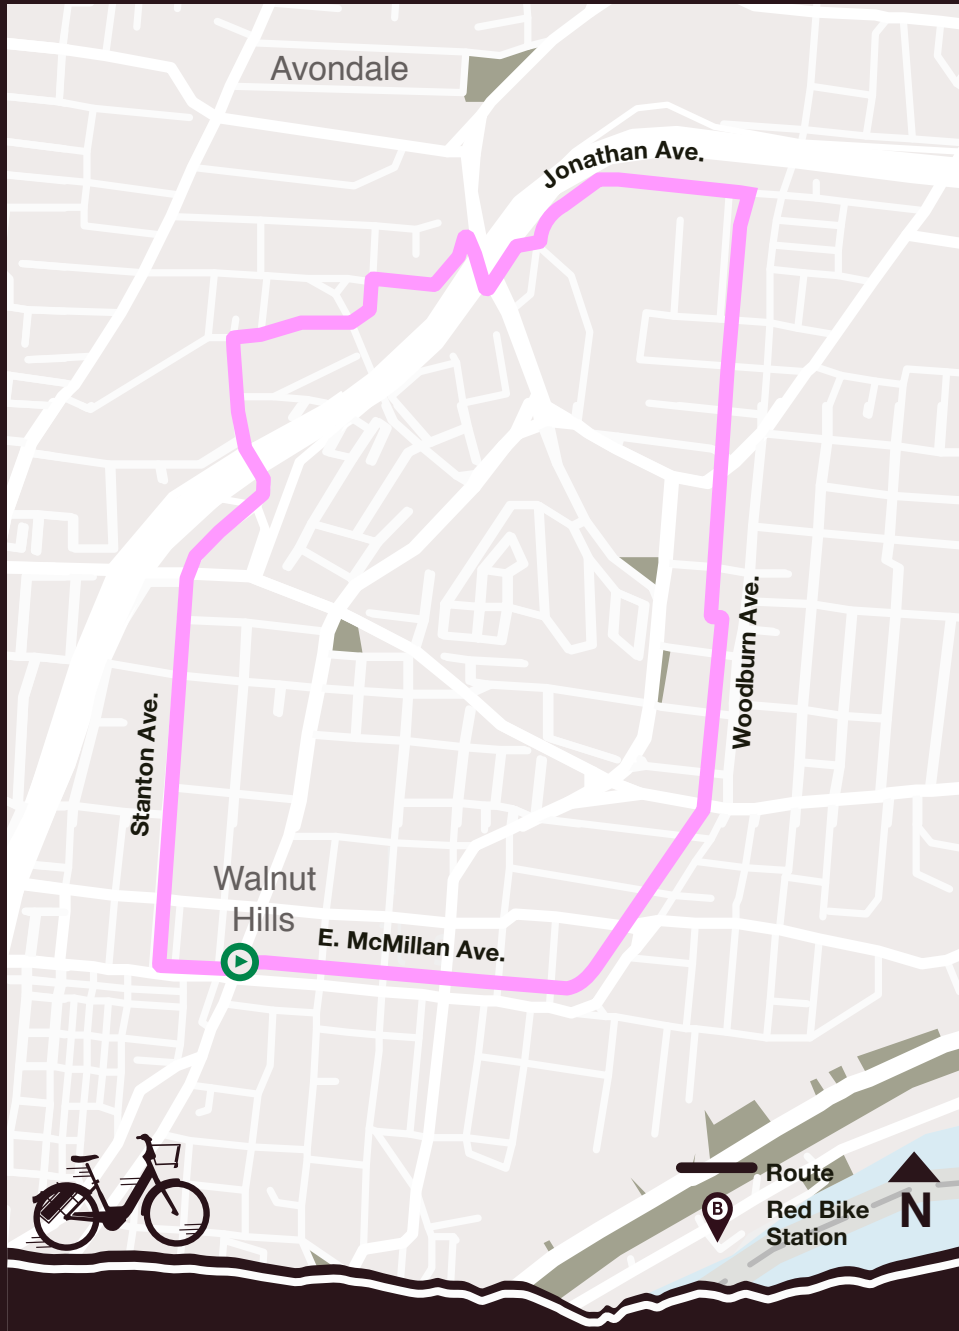 Avondale
Jonathan Ave.
Woodburn Ave.
Stanton Ave.
Walnut
Hills
E. McMillan Ave.
Route
B
Red Bike
Station
N